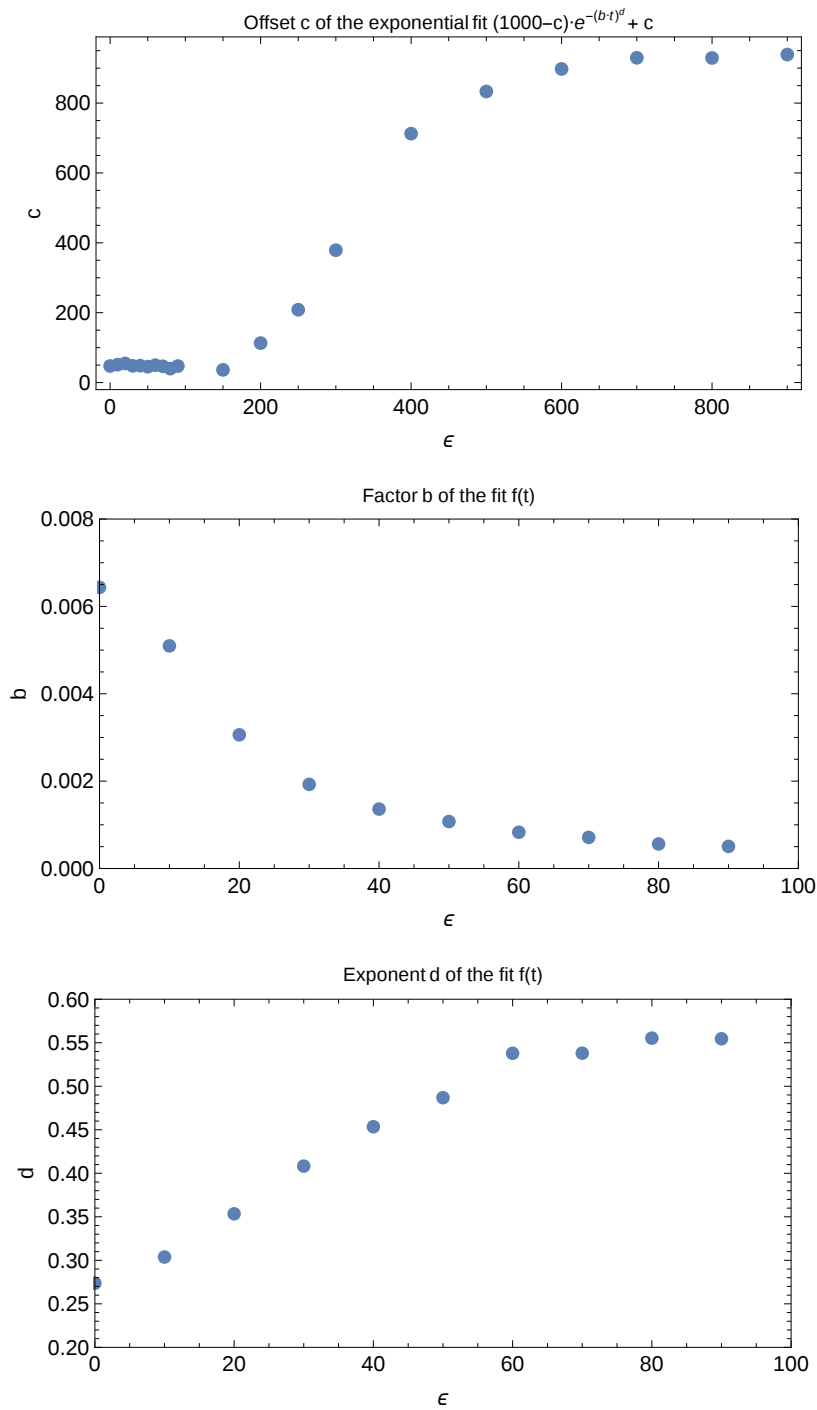 Offset c of the exponential fit (1000−c)·e^−(b·t)^d + c
800
600
400
200
0
c
0 200 400 600 800
ϵ
Factor b of the fit f(t)
0.008
0.006
0.004
0.002
0.000
b
0 20 40 60 80 100
ϵ
Exponent d of the fit f(t)
0.60
0.55
0.50
0.45
0.40
0.35
0.30
0.25
0.20
d
0 20 40 60 80 100
ϵ